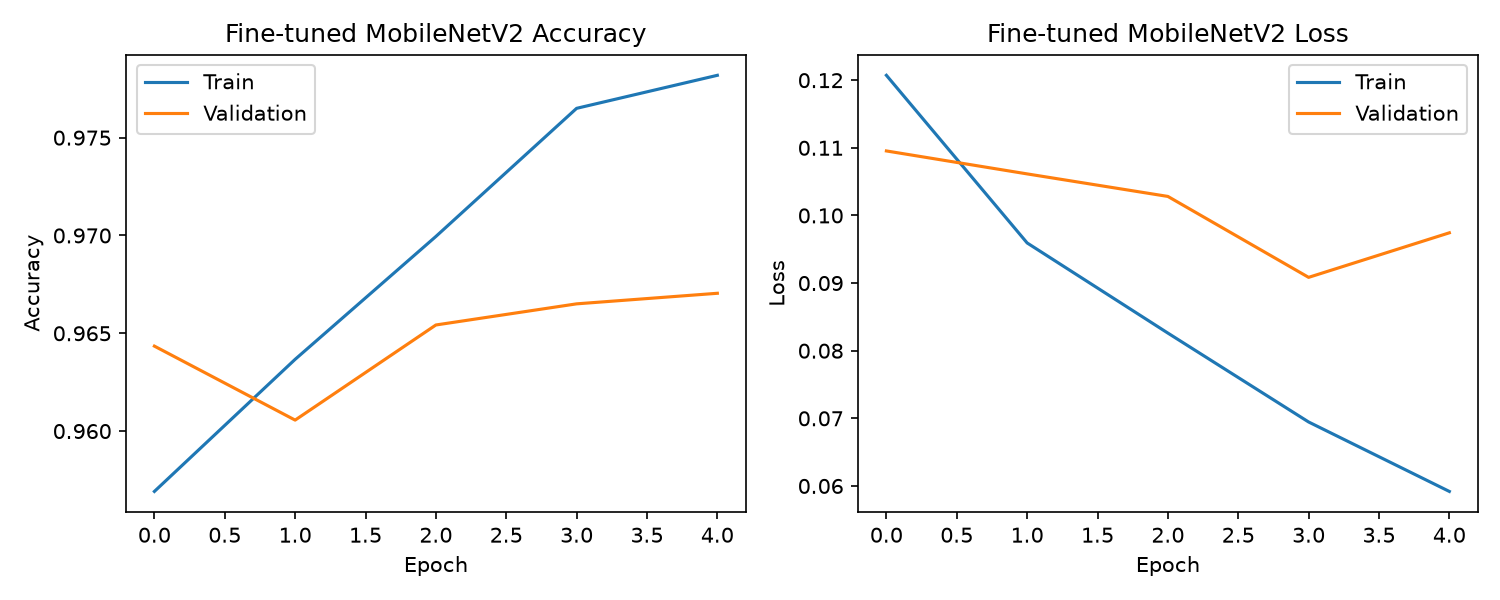 Fine-tuned MobileNetV2 Accuracy
Train
Validation
0.975
0.970
0.965
0.960
Accuracy
0.0 0.5 1.0 1.5 2.0 2.5 3.0 3.5 4.0
Epoch
Fine-tuned MobileNetV2 Loss
Train
Validation
0.12
0.11
0.10
0.09
0.08
0.07
0.06
Loss
0.0 0.5 1.0 1.5 2.0 2.5 3.0 3.5 4.0
Epoch